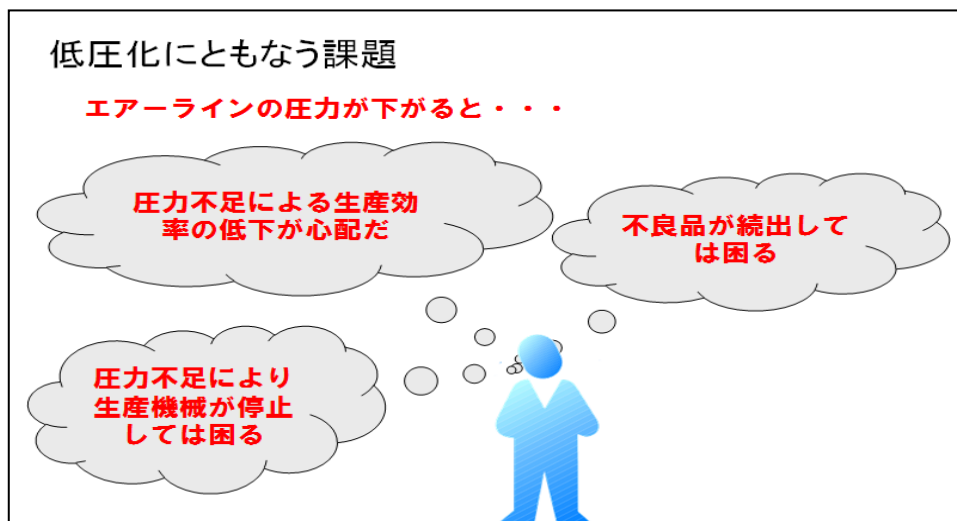 低圧化にともなう課題
エアーラインの圧力が下がると・・・
圧力不足による生産効
率の低下が心配だ
不良品が続出して
は困る
圧力不足により
生産機械が停止
しては困る